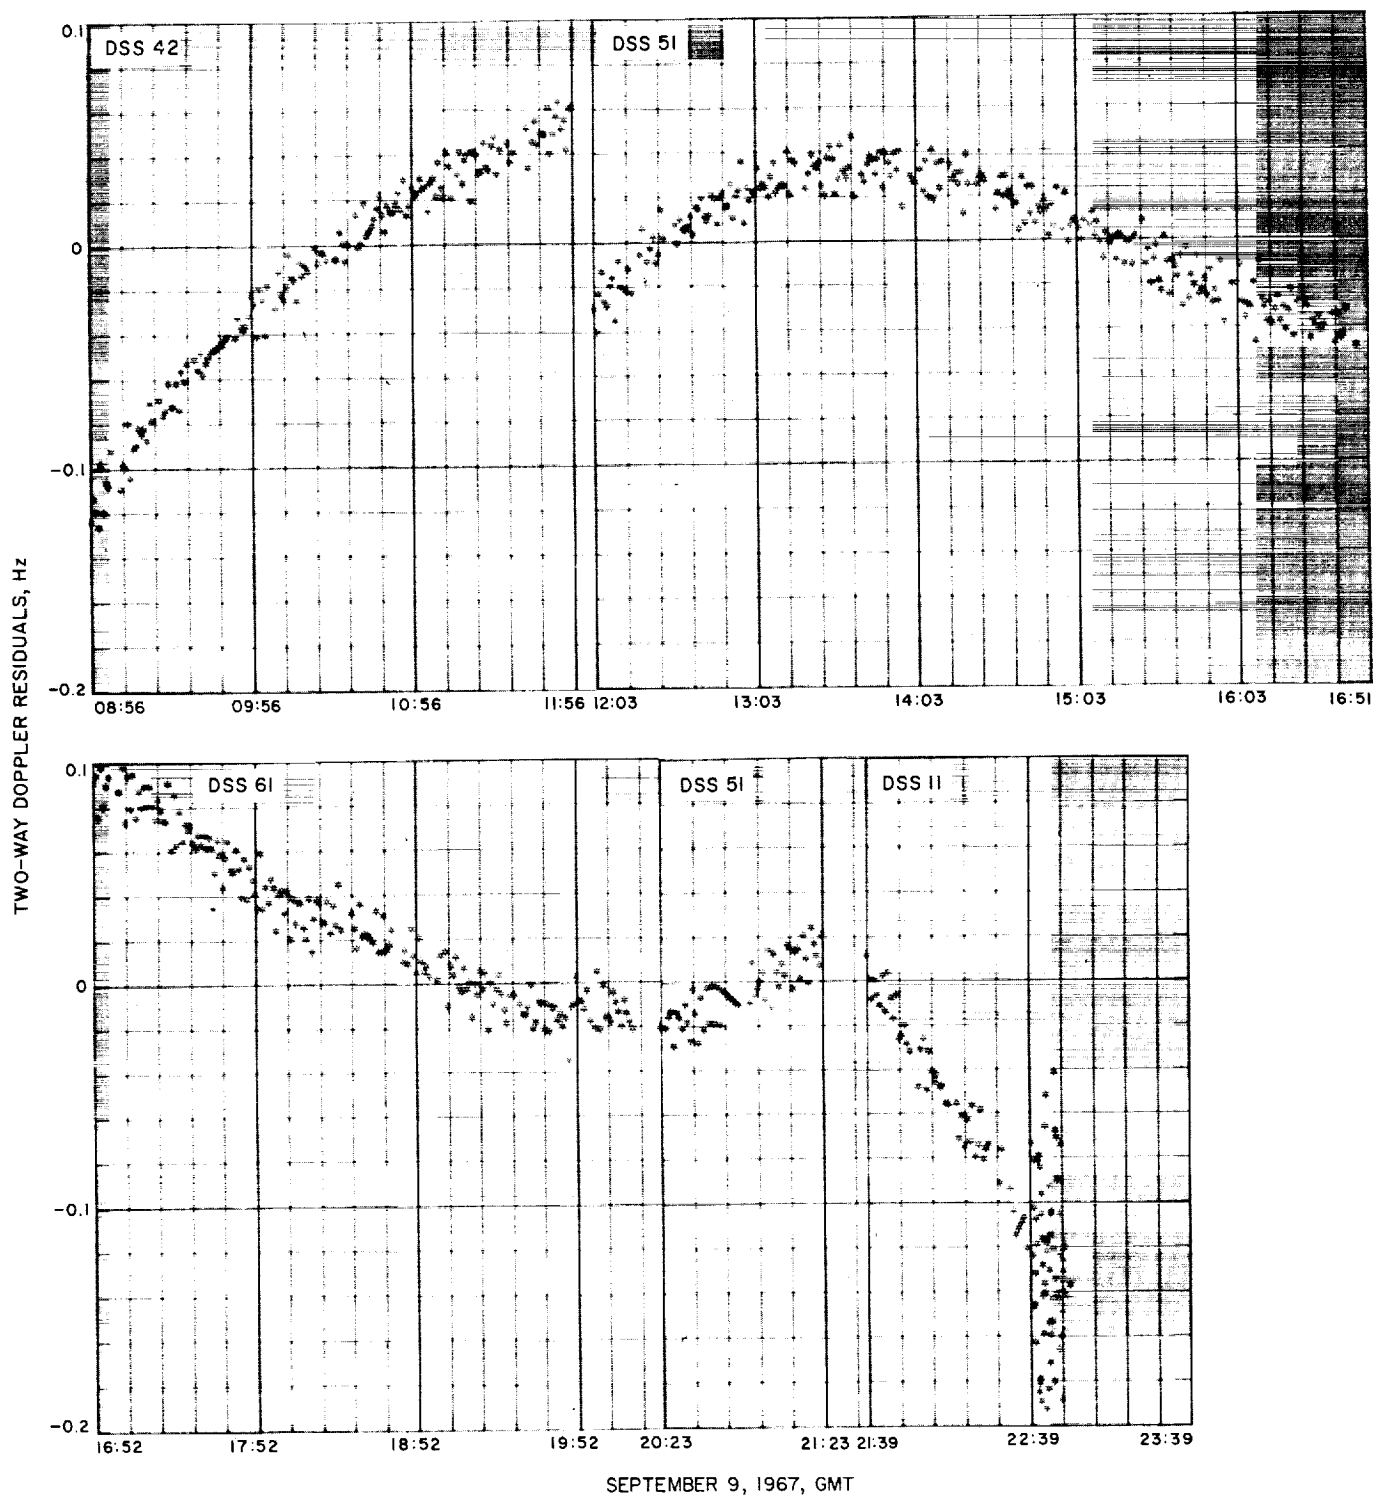 TWO-WAY DOPPLER RESIDUALS, Hz
0.1
DSS 42
DSS 51
0
-0.1
-0.2
08:56 09:56 10:56 11:56 12:03 13:03 14:03 15:03 16:03 16:51
0.1
DSS 61
DSS 51
DSS 11
0
-0.1
-0.2
16:52 17:52 18:52 19:52 20:23 21:23 21:39 22:39 23:39
SEPTEMBER 9, 1967, GMT